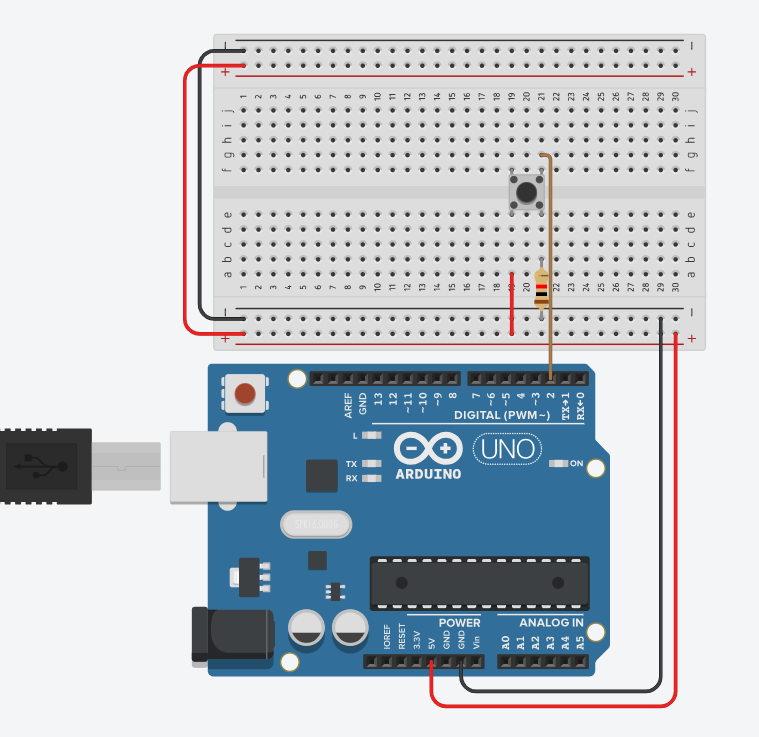 − −
+ +
1 2 3 4 5 6 7 8 9 10 11 12 13 14 15 16 17 18 19 20 21 22 23 24 25 26 27 28 29 30
j j
i i
h h
g g
f f
e e
d d
c c
b b
a a
1 2 3 4 5 6 7 8 9 10 11 12 13 14 15 16 17 18 19 20 21 22 23 24 25 26 27 28 29 30
− −
+ +
AREF GND 13 12 ~11 ~10 ~9 8 7 ~6 ~5 4 ~3 2 TX→1 RX←0
DIGITAL (PWM~)
L
TX
RX
ARDUINO
UNO
ON
POWER
ANALOG IN
IOREF RESET 3.3V 5V GND GND Vin A0 A1 A2 A3 A4 A5